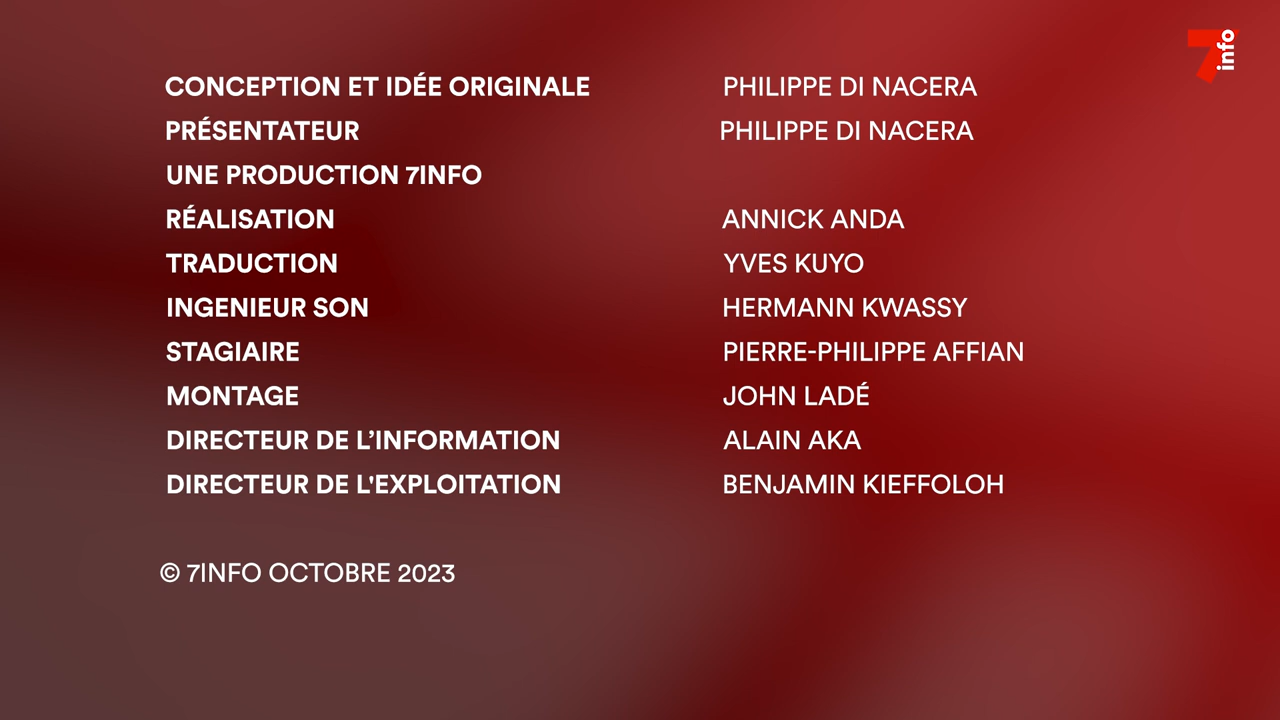 7info
CONCEPTION ET IDÉE ORIGINALE PHILIPPE DI NACERA
PRÉSENTATEUR PHILIPPE DI NACERA
UNE PRODUCTION 7INFO
RÉALISATION ANNICK ANDA
TRADUCTION YVES KUYO
INGENIEUR SON HERMANN KWASSY
STAGIAIRE PIERRE-PHILIPPE AFFIAN
MONTAGE JOHN LADÉ
DIRECTEUR DE L’INFORMATION ALAIN AKA
DIRECTEUR DE L'EXPLOITATION BENJAMIN KIEFFOLOH
© 7INFO OCTOBRE 2023